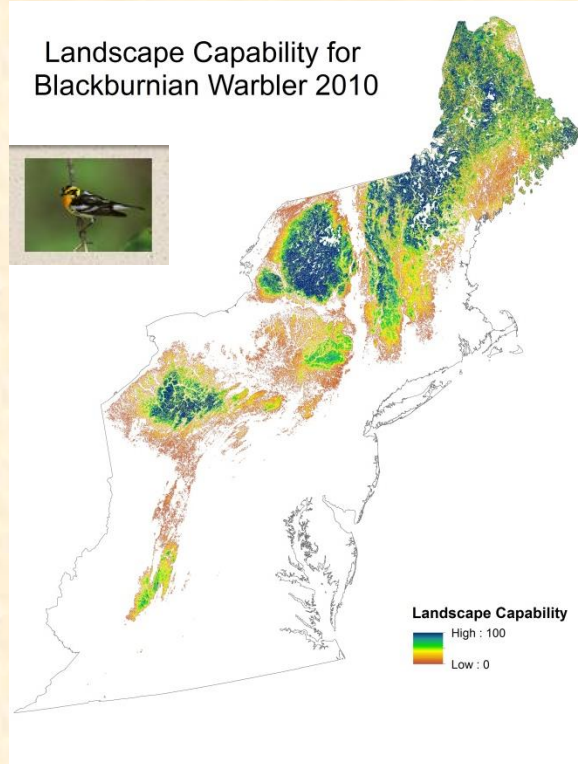 Landscape Capability for
Blackburnian Warbler 2010
Landscape Capability
High : 100
Low : 0